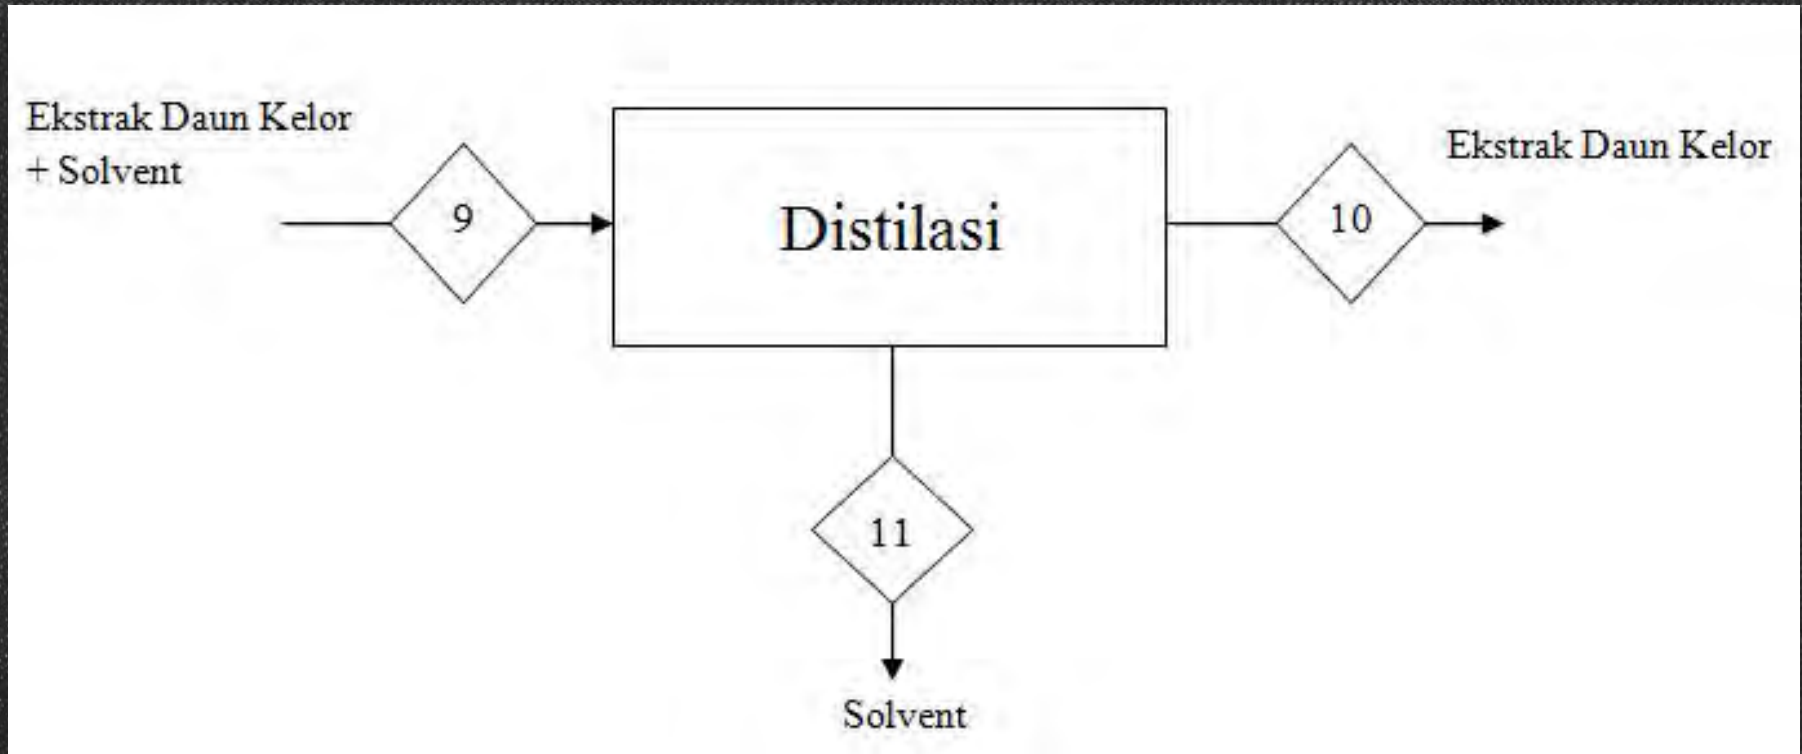 Ekstrak Daun Kelor
+ Solvent
9
Distilasi
10
Ekstrak Daun Kelor
11
Solvent